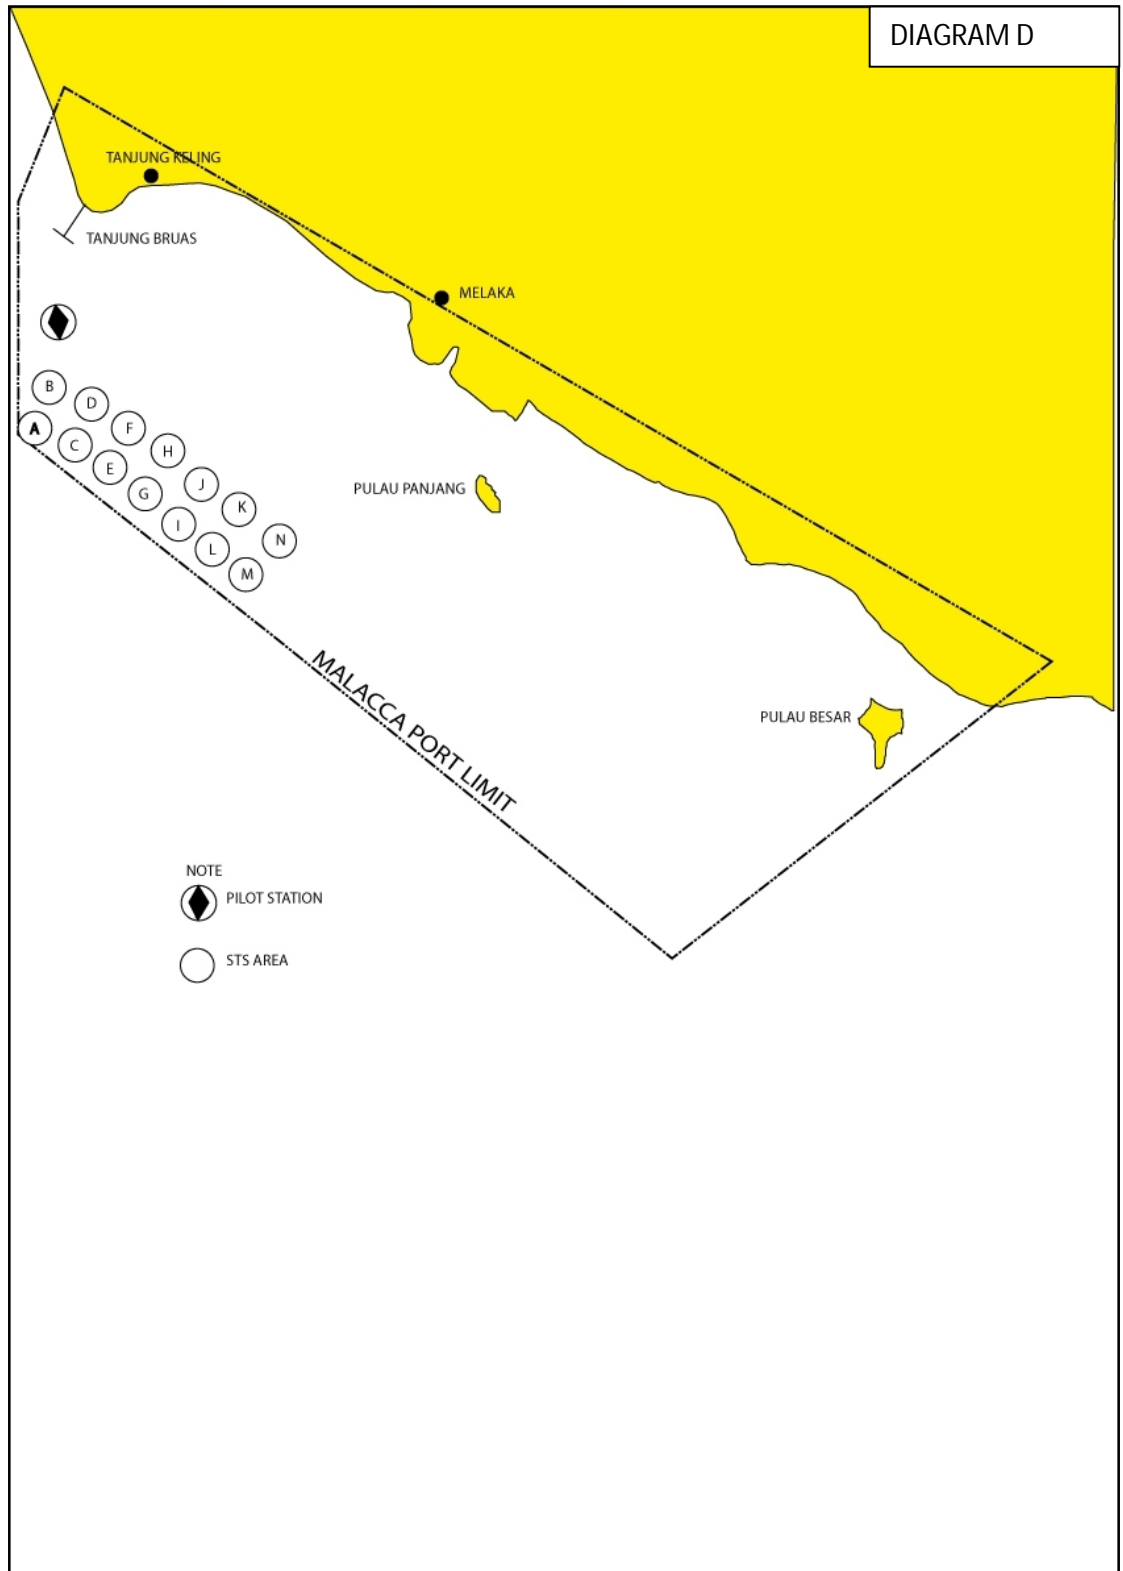 DIAGRAM D
TANJUNG KELING
TANJUNG BRUAS
MELAKA
B
D
A
F
C
H
E
J
G
PULAU PANJANG
K
I
N
L
M
MALACCA PORT LIMIT
PULAU BESAR
NOTE
PILOT STATION
STS AREA